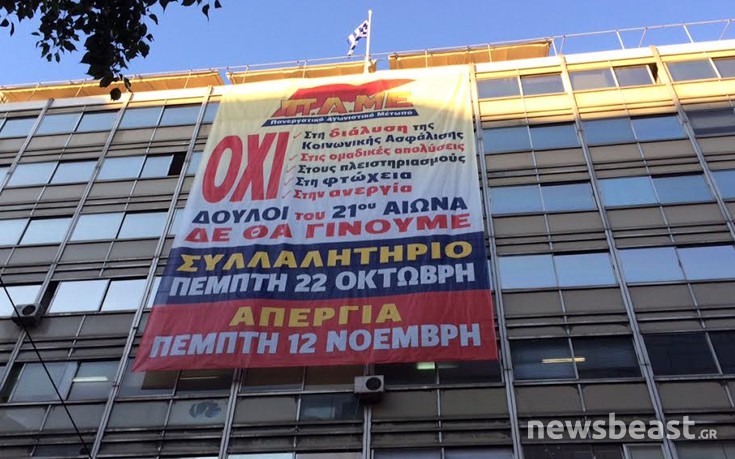 Π.Α.ΜΕ
Πανεργατικό Αγωνιστικό Μέτωπο
ΟΧΙ
✓ Στη διάλυση της
Κοινωνικής Ασφάλισης
✓ Στις ομαδικές απολύσεις
✓ Στους πλειστηριασμούς
✓ Στη φτώχεια
✓ Στην ανεργία
ΔΟΥΛΟΙ του 21ου ΑΙΩΝΑ
ΔΕ ΘΑ ΓΙΝΟΥΜΕ
ΣΥΛΛΑΛΗΤΗΡΙΟ
ΠΕΜΠΤΗ 22 ΟΚΤΩΒΡΗ
ΑΠΕΡΓΙΑ
ΠΕΜΠΤΗ 12 ΝΟΕΜΒΡΗ
newsbeast.GR